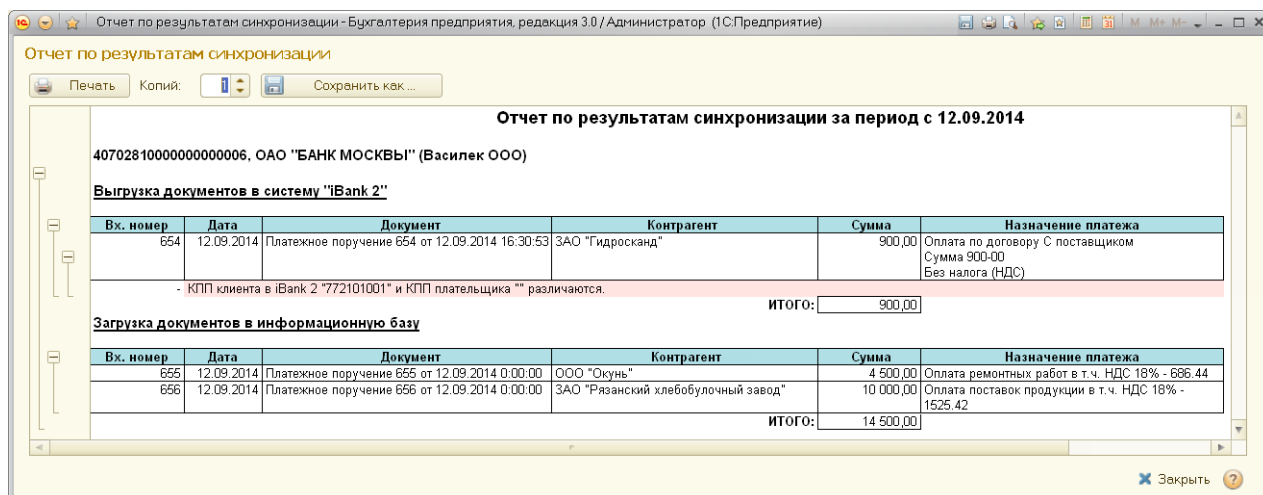 Отчет по результатам синхронизации - Бухгалтерия предприятия, редакция 3.0 / Администратор (1С:Предприятие) M M+ M-
Отчет по результатам синхронизации
Печать Копий: 1 Сохранить как ...
Отчет по результатам синхронизации за период с 12.09.2014
40702810000000000006, ОАО "БАНК МОСКВЫ" (Василек ООО)
Выгрузка документов в систему "iBank 2"
Вх. номер Дата Документ Контрагент Сумма Назначение платежа
654 12.09.2014 Платежное поручение 654 от 12.09.2014 16:30:53 ЗАО "Гидросканд" 900,00 Оплата по договору С поставщиком
Сумма 900-00
Без налога (НДС)
- КПП клиента в iBank 2 "772101001" и КПП плательщика "" различаются.
ИТОГО: 900,00
Загрузка документов в информационную базу
Вх. номер Дата Документ Контрагент Сумма Назначение платежа
655 12.09.2014 Платежное поручение 655 от 12.09.2014 0:00:00 ООО "Окунь" 4 500,00 Оплата ремонтных работ в т.ч. НДС 18% - 686.44
656 12.09.2014 Платежное поручение 656 от 12.09.2014 0:00:00 ЗАО "Рязанский хлебобулочный завод" 10 000,00 Оплата поставок продукции в т.ч. НДС 18% -
1525.42
ИТОГО: 14 500,00
Закрыть ?